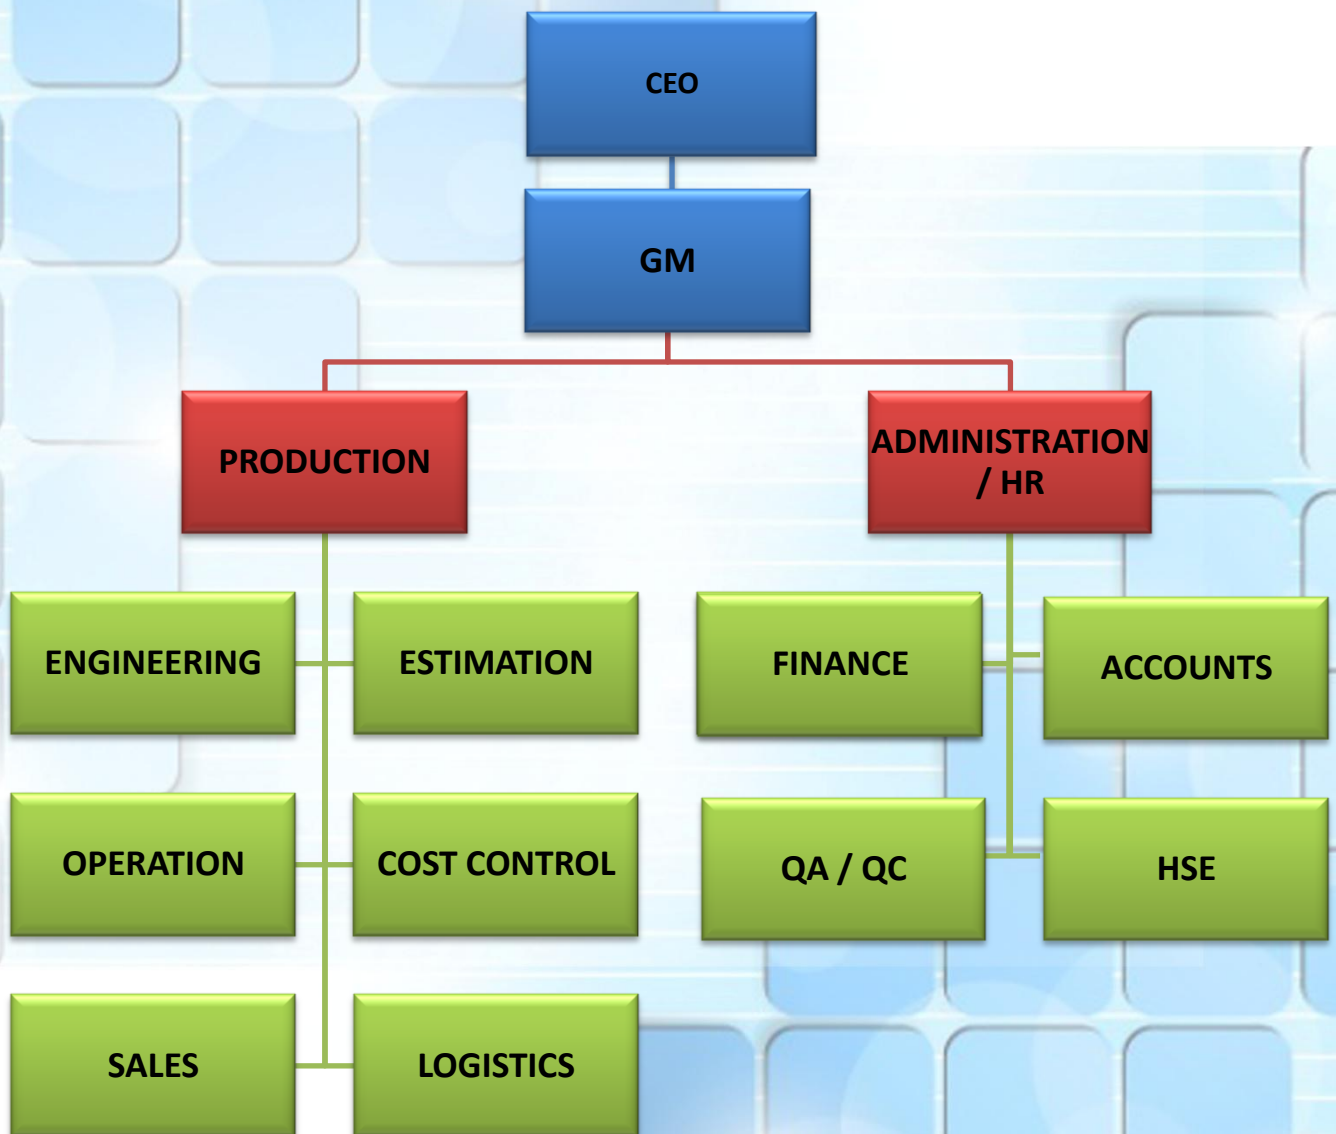 CEO
GM
PRODUCTION
ADMINISTRATION
/ HR
ENGINEERING
ESTIMATION
FINANCE
ACCOUNTS
OPERATION
COST CONTROL
QA / QC
HSE
SALES
LOGISTICS